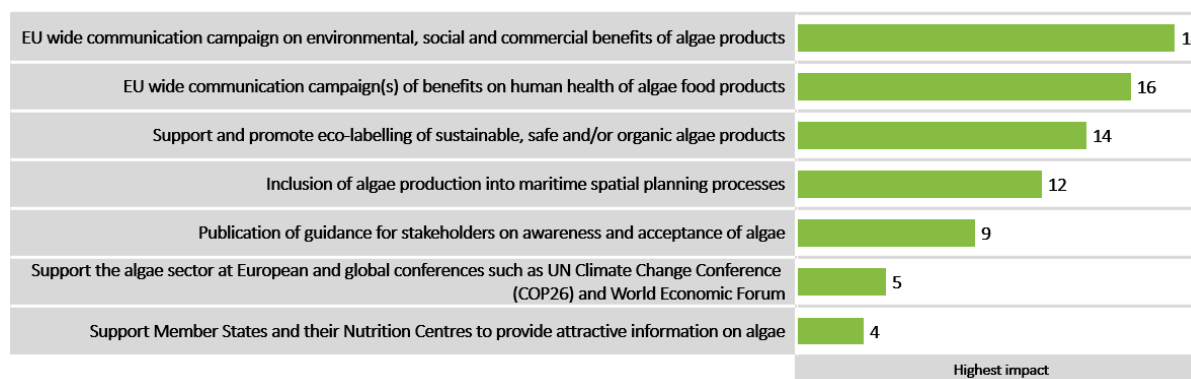 EU wide communication campaign on environmental, social and commercial benefits of algae products
EU wide communication campaign(s) of benefits on human health of algae food products
16
Support and promote eco-labelling of sustainable, safe and/or organic algae products
14
Inclusion of algae production into maritime spatial planning processes
12
Publication of guidance for stakeholders on awareness and acceptance of algae
9
Support the algae sector at European and global conferences such as UN Climate Change Conference
(COP26) and World Economic Forum
5
Support Member States and their Nutrition Centres to provide attractive information on algae
4
Highest impact